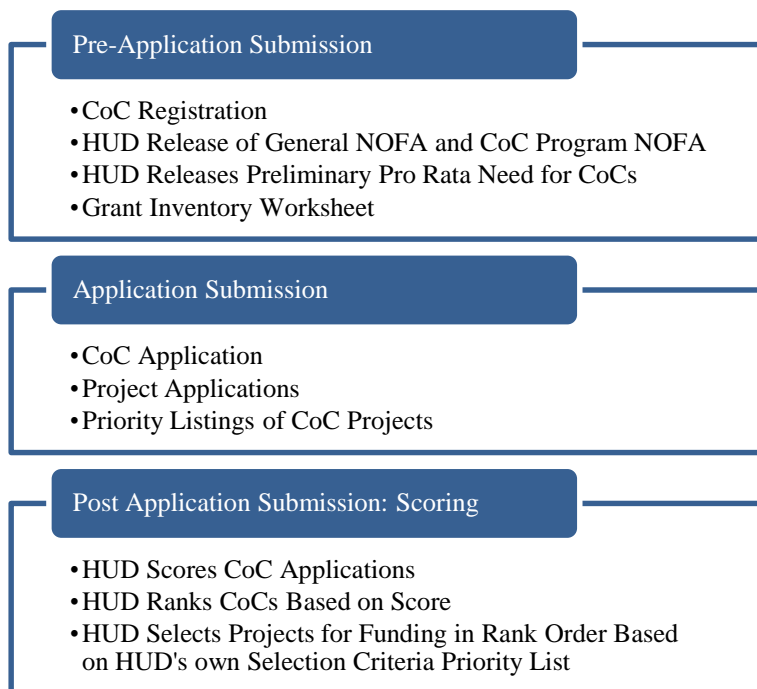 Pre-Application Submission
•CoC Registration
•HUD Release of General NOFA and CoC Program NOFA
•HUD Releases Preliminary Pro Rata Need for CoCs
•Grant Inventory Worksheet
Application Submission
•CoC Application
•Project Applications
•Priority Listings of CoC Projects
Post Application Submission: Scoring
•HUD Scores CoC Applications
•HUD Ranks CoCs Based on Score
•HUD Selects Projects for Funding in Rank Order Based
on HUD's own Selection Criteria Priority List